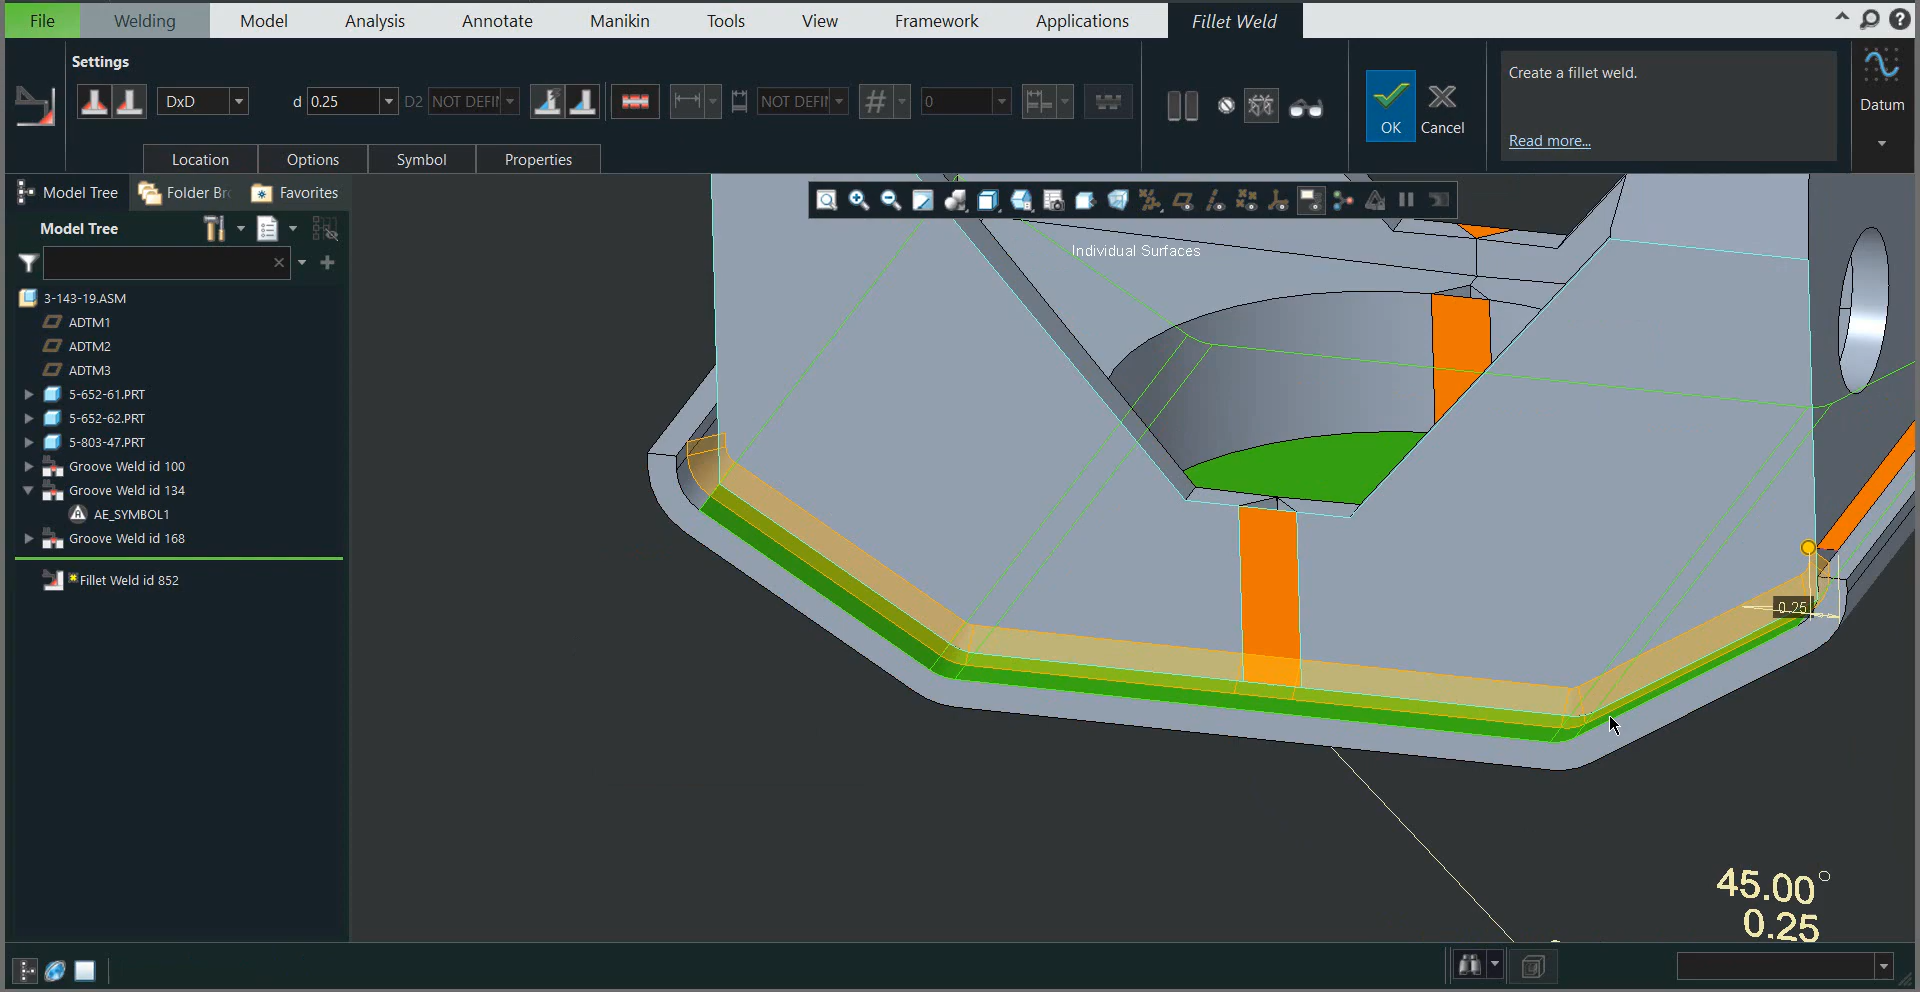 File Welding Model Analysis Annotate Manikin Tools View Framework Applications Fillet Weld
Settings
DxD d 0.25 D2 NOT DEFIN NOT DEFIN # 0
OK Cancel
Create a fillet weld.
Read more...
Datum
Location Options Symbol Properties
Model Tree Folder Br Favorites
Model Tree
3-143-19.ASM
ADTM1
ADTM2
ADTM3
5-652-61.PRT
5-652-62.PRT
5-803-47.PRT
Groove Weld id 100
Groove Weld id 134
AE_SYMBOL1
Groove Weld id 168
Fillet Weld id 852
Individual Surfaces
0.25
45.00°
0.25